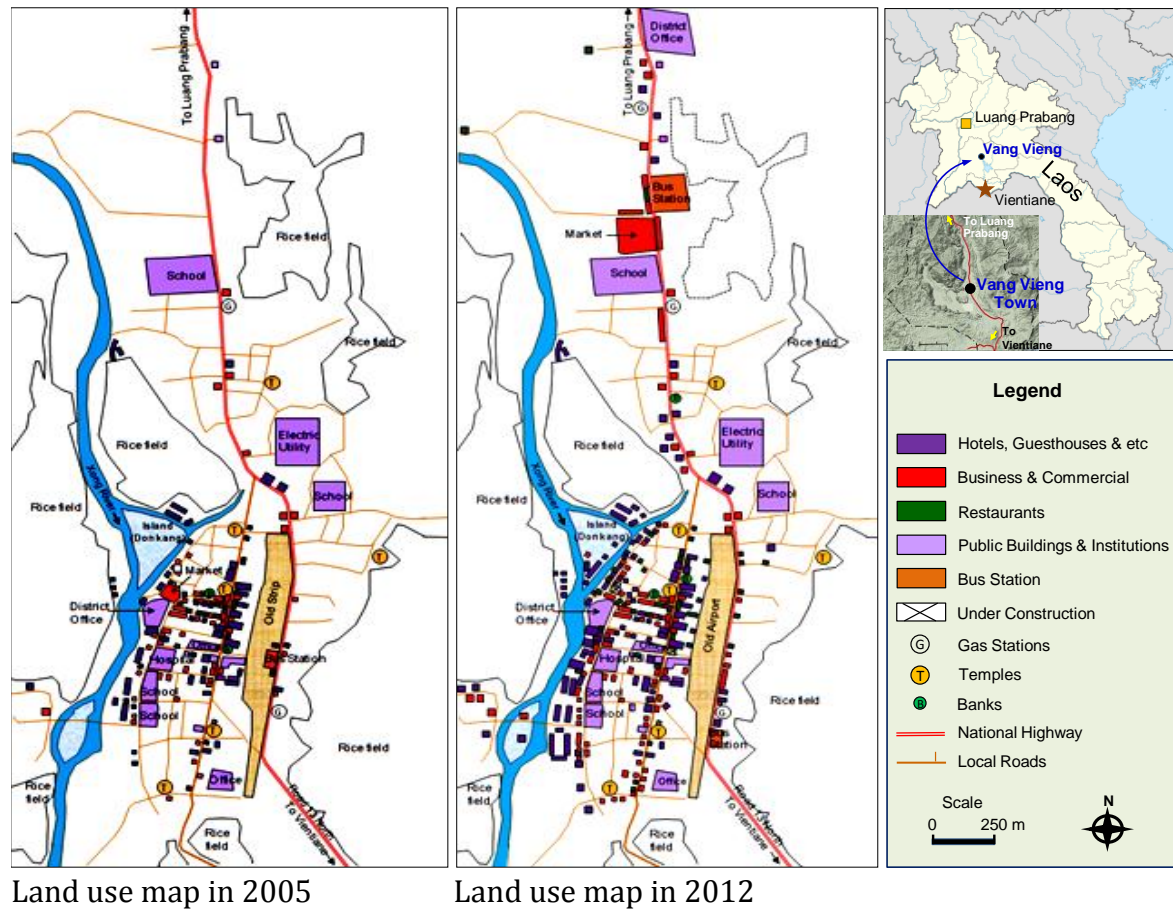 To Luang Prabang
Rice field
School
G
Rice field
T
Rice field
Electric
Utility
School
Xong River
Rice field
Island
(Donkang)
T
T
Market
B
T
Old Strip
District
Office
Hospital
Bus Station
School
School
G
T
Rice field
T
Office
Rice
field
Rice
field
Road 13 North
To Vientiane
Land use map in 2005
District
Office
To Luang Prabang
G
Bus
Station
Market
School
G
Rice field
T
B
Rice field
Electric
Utility
School
Xong River
Rice field
Island
(Donkang)
T
T
B
B
T
Old Airport
District
Office
Office
Hospital
School
School
G
Rice field
T
Bus
Station
T
Office
Rice
field
Rice
field
Road 13 North
To Vientiane
Land use map in 2012
Luang Prabang
Vang Vieng
Laos
Vientiane
To Luang
Prabang
Vang Vieng
Town
To
Vientiane
Legend
Hotels, Guesthouses & etc
Business & Commercial
Restaurants
Public Buildings & Institutions
Bus Station
Under Construction
G Gas Stations
T Temples
B Banks
National Highway
Local Roads
Scale
0 250 m
N